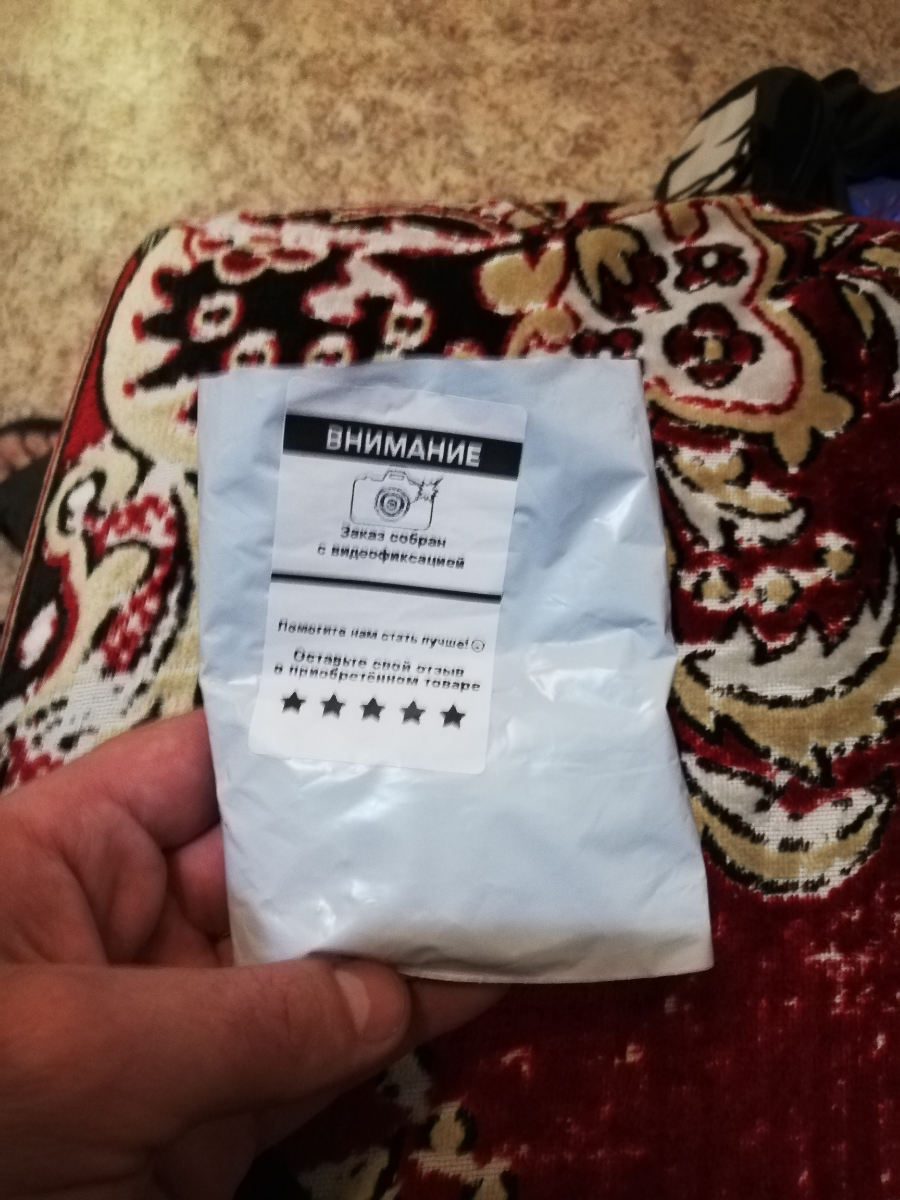 ВНИМАНИЕ
Заказ собран
с видеофиксацией
Помогите нам стать лучше!
Оставьте свой отзыв
о приобретённом товаре